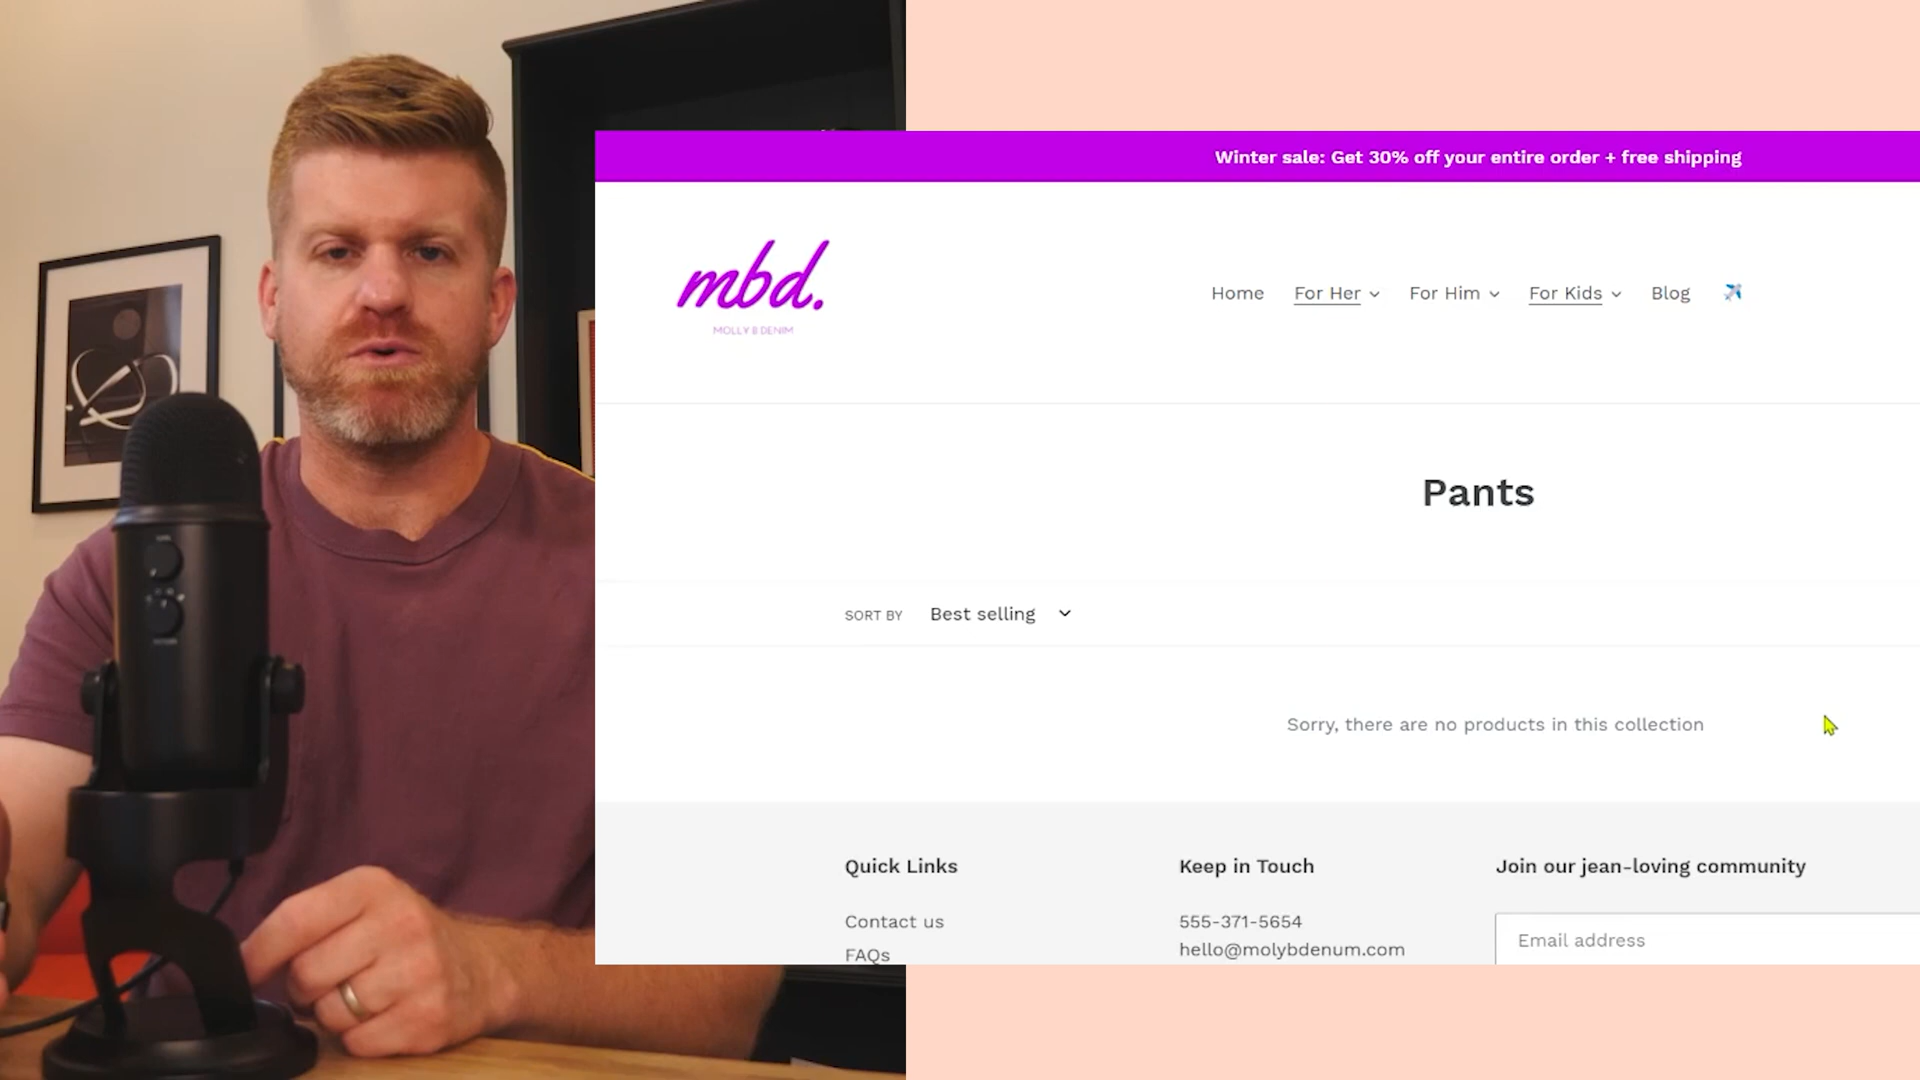 Winter sale: Get 30% off your entire order + free shipping
mbd.
MOLLY B DENIM
Home For Her For Him For Kids Blog
Pants
SORT BY Best selling
Sorry, there are no products in this collection
Quick Links Keep in Touch Join our jean-loving community
Contact us 555-371-5654
FAQs hello@molybdenum.com
Email address